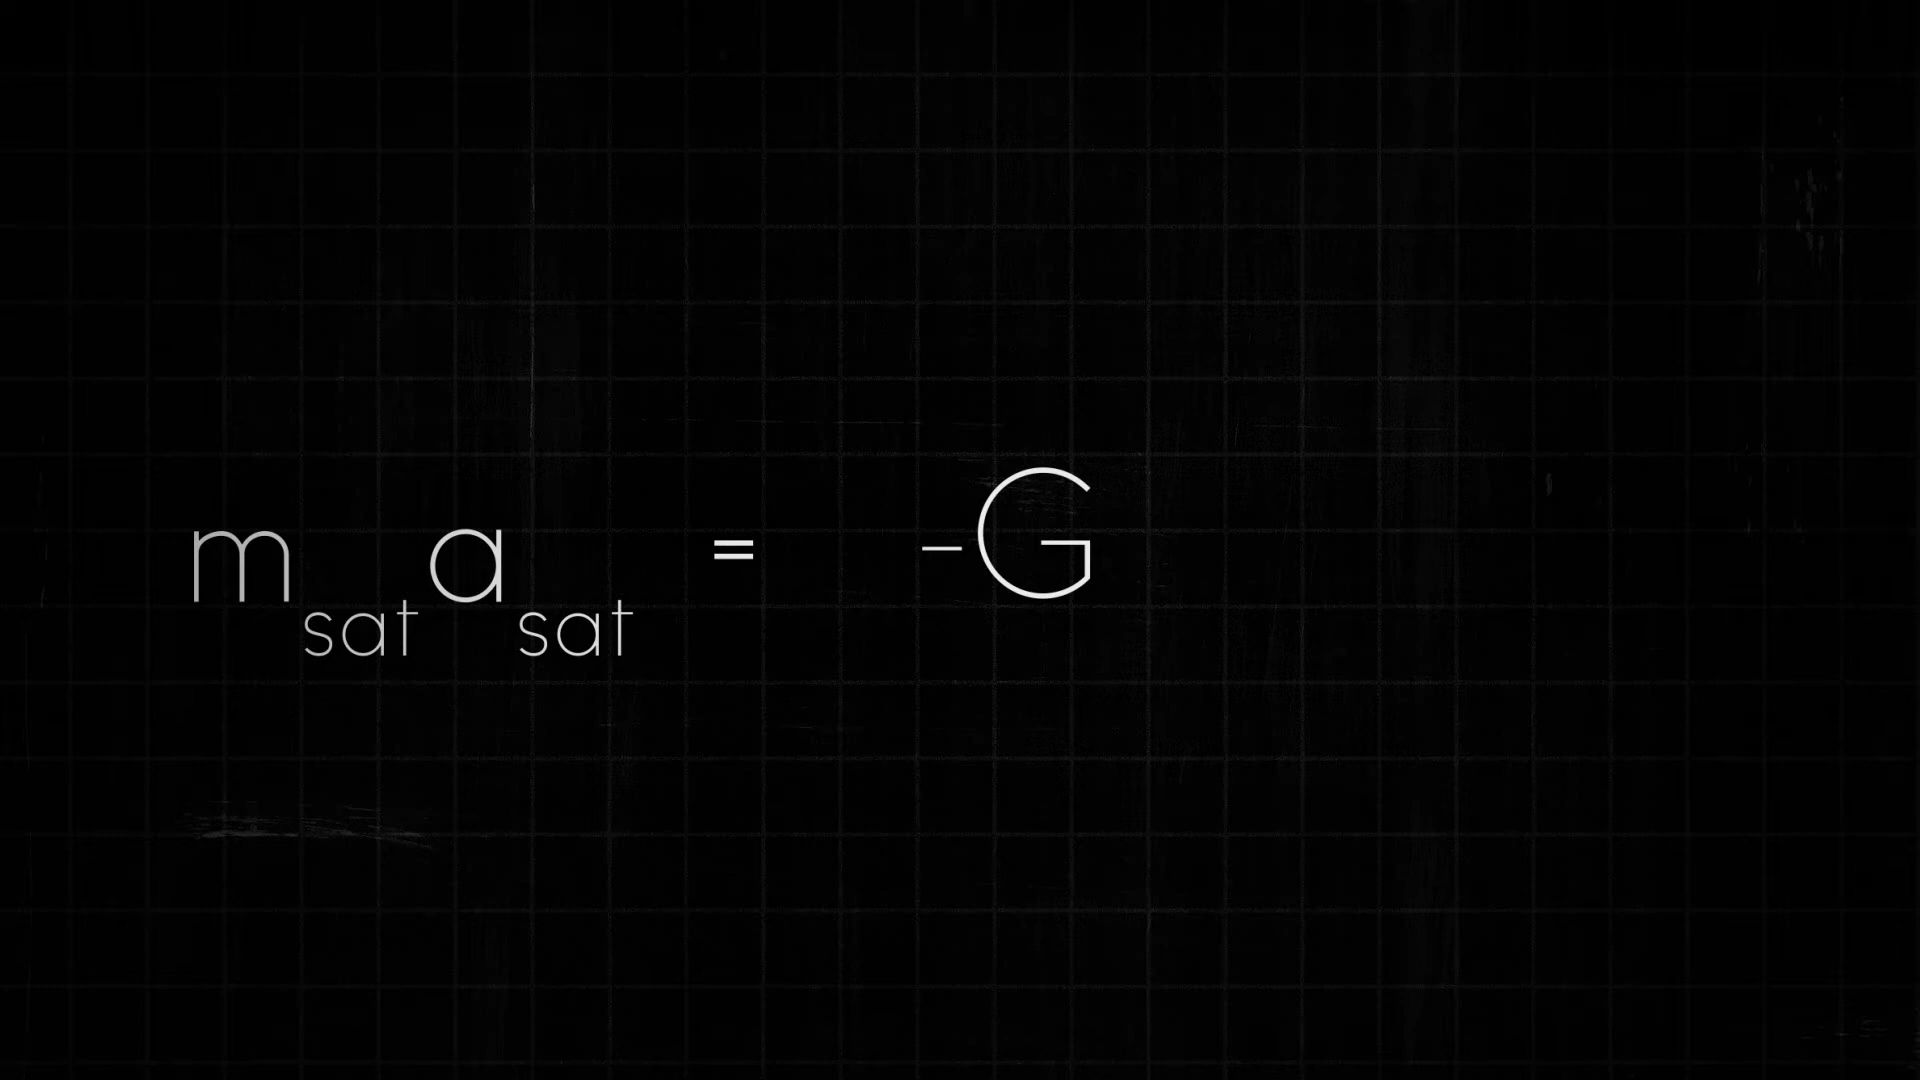 m sat a sat = –G